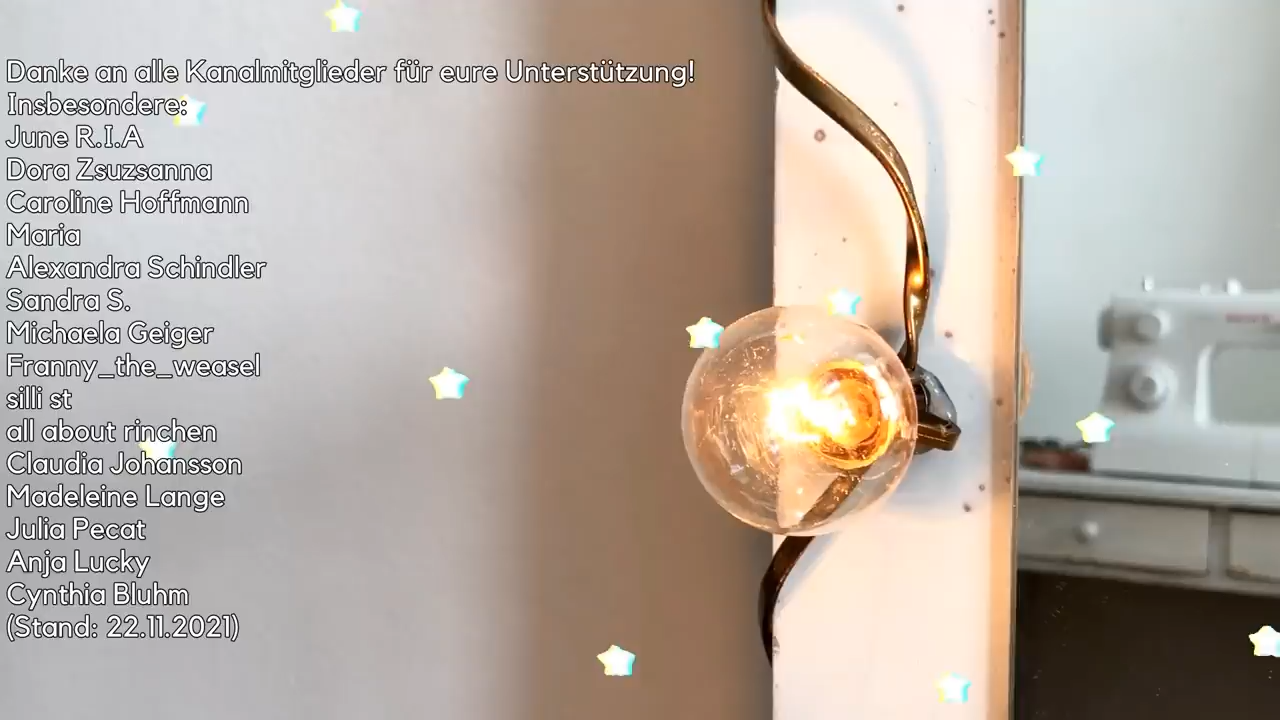 Danke an alle Kanalmitglieder für eure Unterstützung!
Insbesondere:
June R.I.A
Dora Zsuzsanna
Caroline Hoffmann
Maria
Alexandra Schindler
Sandra S.
Michaela Geiger
Franny_the_weasel
silli st
all about rinchen
Claudia Johansson
Madeleine Lange
Julia Pecat
Anja Lucky
Cynthia Bluhm
(Stand: 22.11.2021)